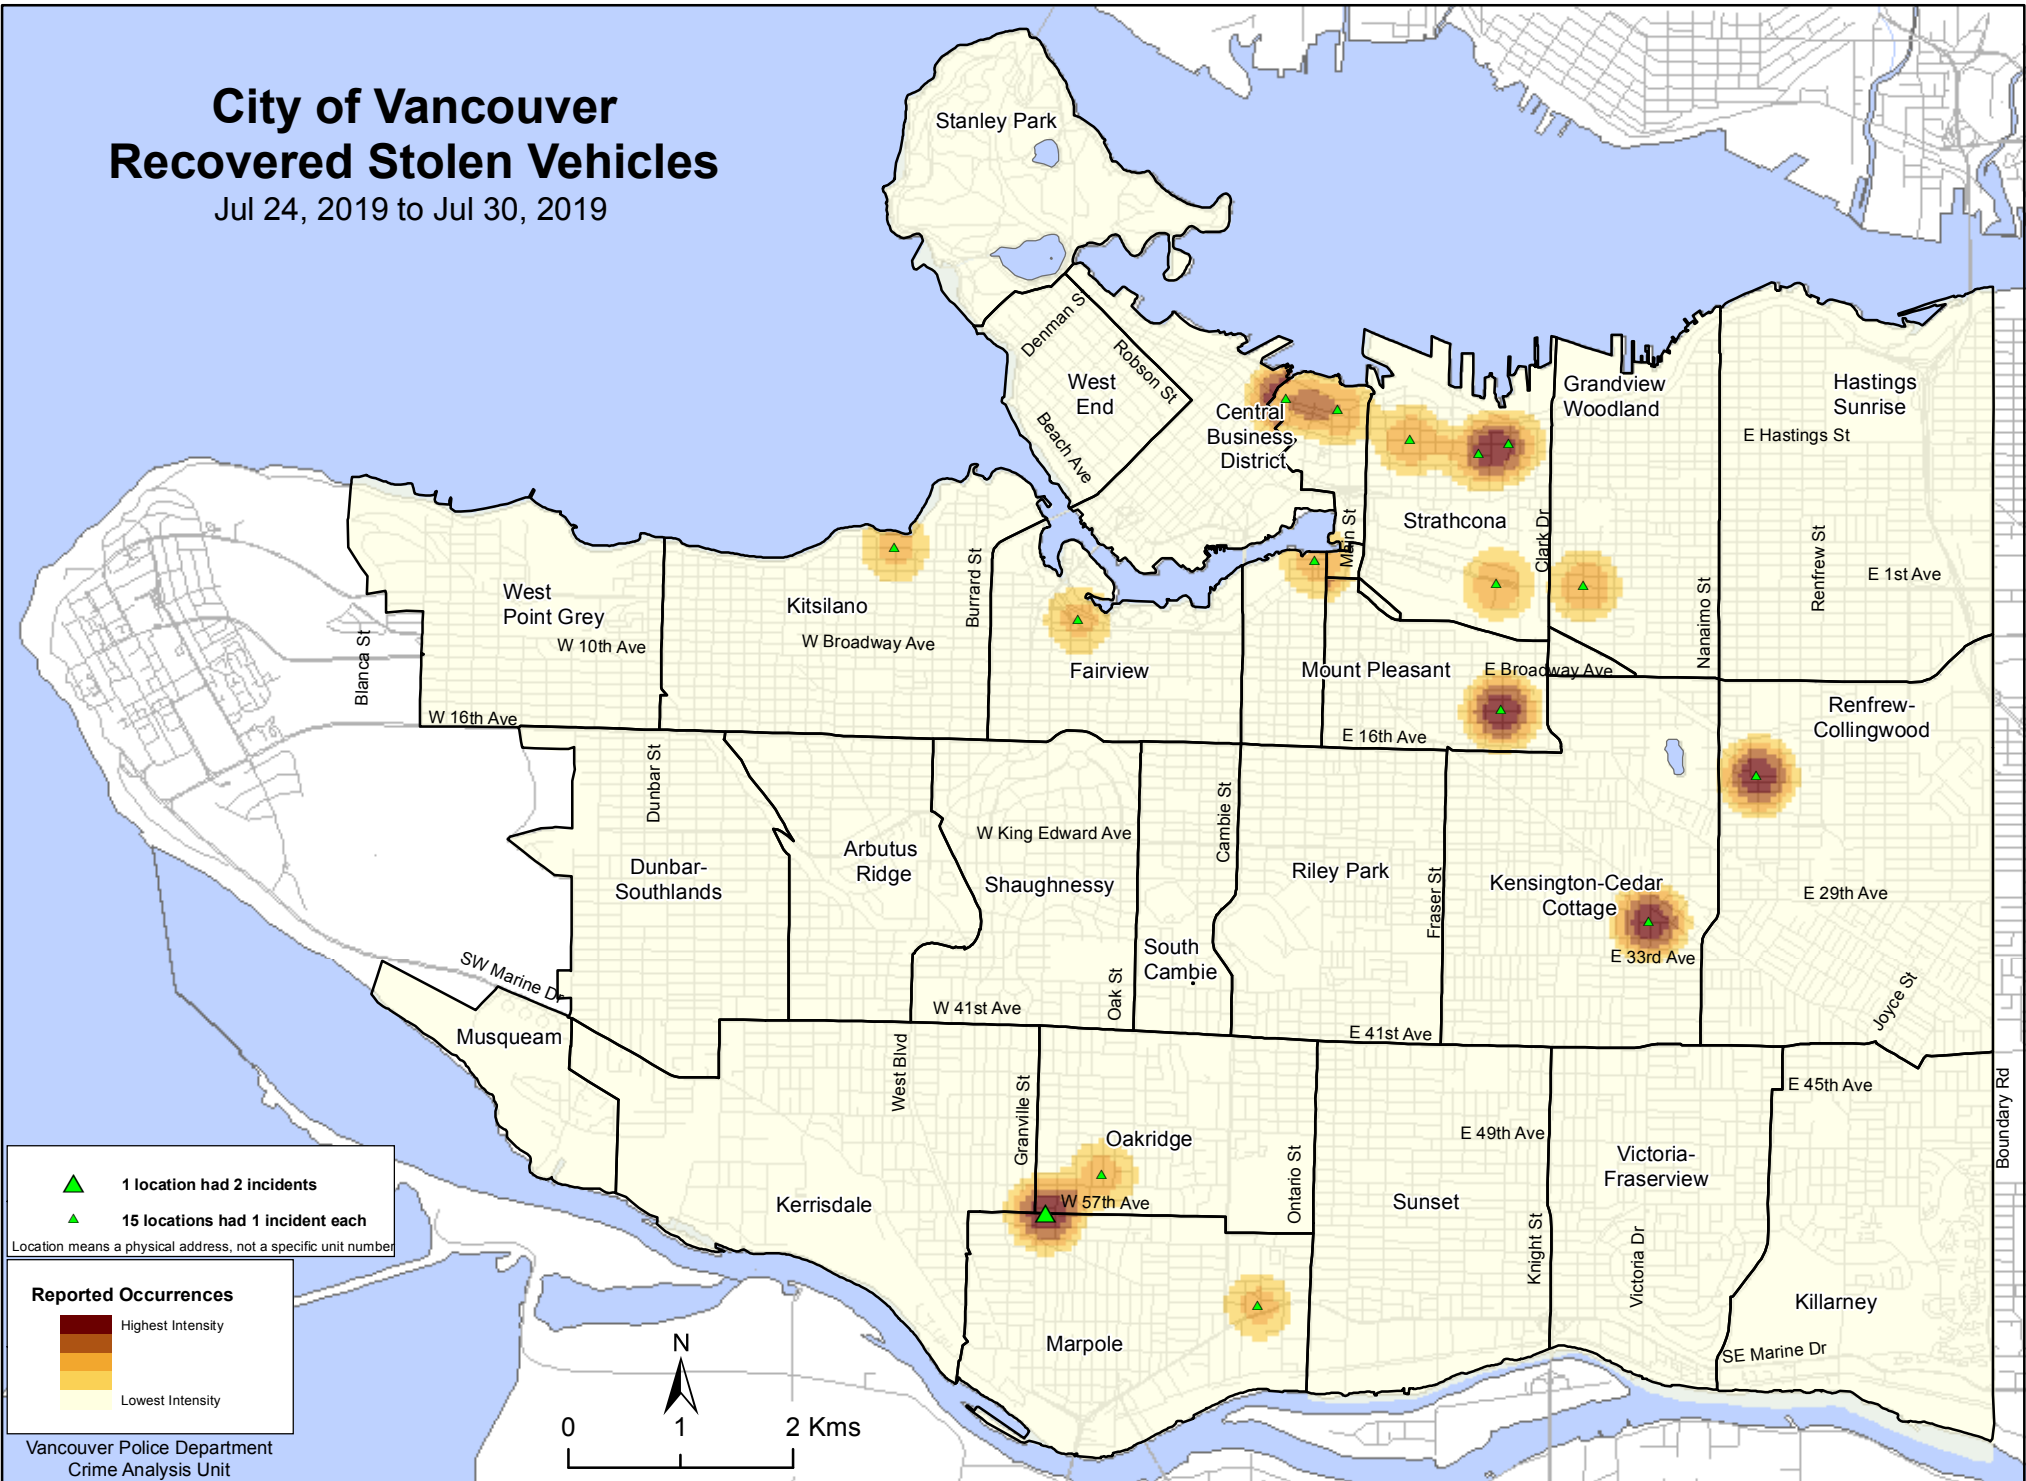 City of Vancouver
Recovered Stolen Vehicles
Jul 24, 2019 to Jul 30, 2019
Stanley Park
Denman S
Robson St
West
End
Beach Ave
Central
Business
District
Grandview
Woodland
Hastings
Sunrise
E Hastings St
Strathcona
Main St
Clark Dr
Nanaimo St
Renfrew St
E 1st Ave
West
Point Grey
W 10th Ave
Blanca St
W 16th Ave
Kitsilano
W Broadway Ave
Burrard St
Fairview
Mount Pleasant
E Broadway Ave
E 16th Ave
Renfrew-
Collingwood
Dunbar St
Dunbar-
Southlands
Arbutus
Ridge
W King Edward Ave
Shaughnessy
Cambie St
Riley Park
Fraser St
Kensington-Cedar
Cottage
E 29th Ave
E 33rd Ave
South
Cambie
Oak St
SW Marine Dr
W 41st Ave
E 41st Ave
Joyce St
Musqueam
West Blvd
Granville St
Oakridge
W 57th Ave
Ontario St
E 49th Ave
E 45th Ave
Boundary Rd
Victoria-
Fraserview
Kerrisdale
Sunset
Knight St
Victoria Dr
Killarney
Marpole
SE Marine Dr
1 location had 2 incidents
15 locations had 1 incident each
Location means a physical address, not a specific unit number
Reported Occurrences
Highest Intensity
Lowest Intensity
Vancouver Police Department
Crime Analysis Unit
N
0 1 2 Kms